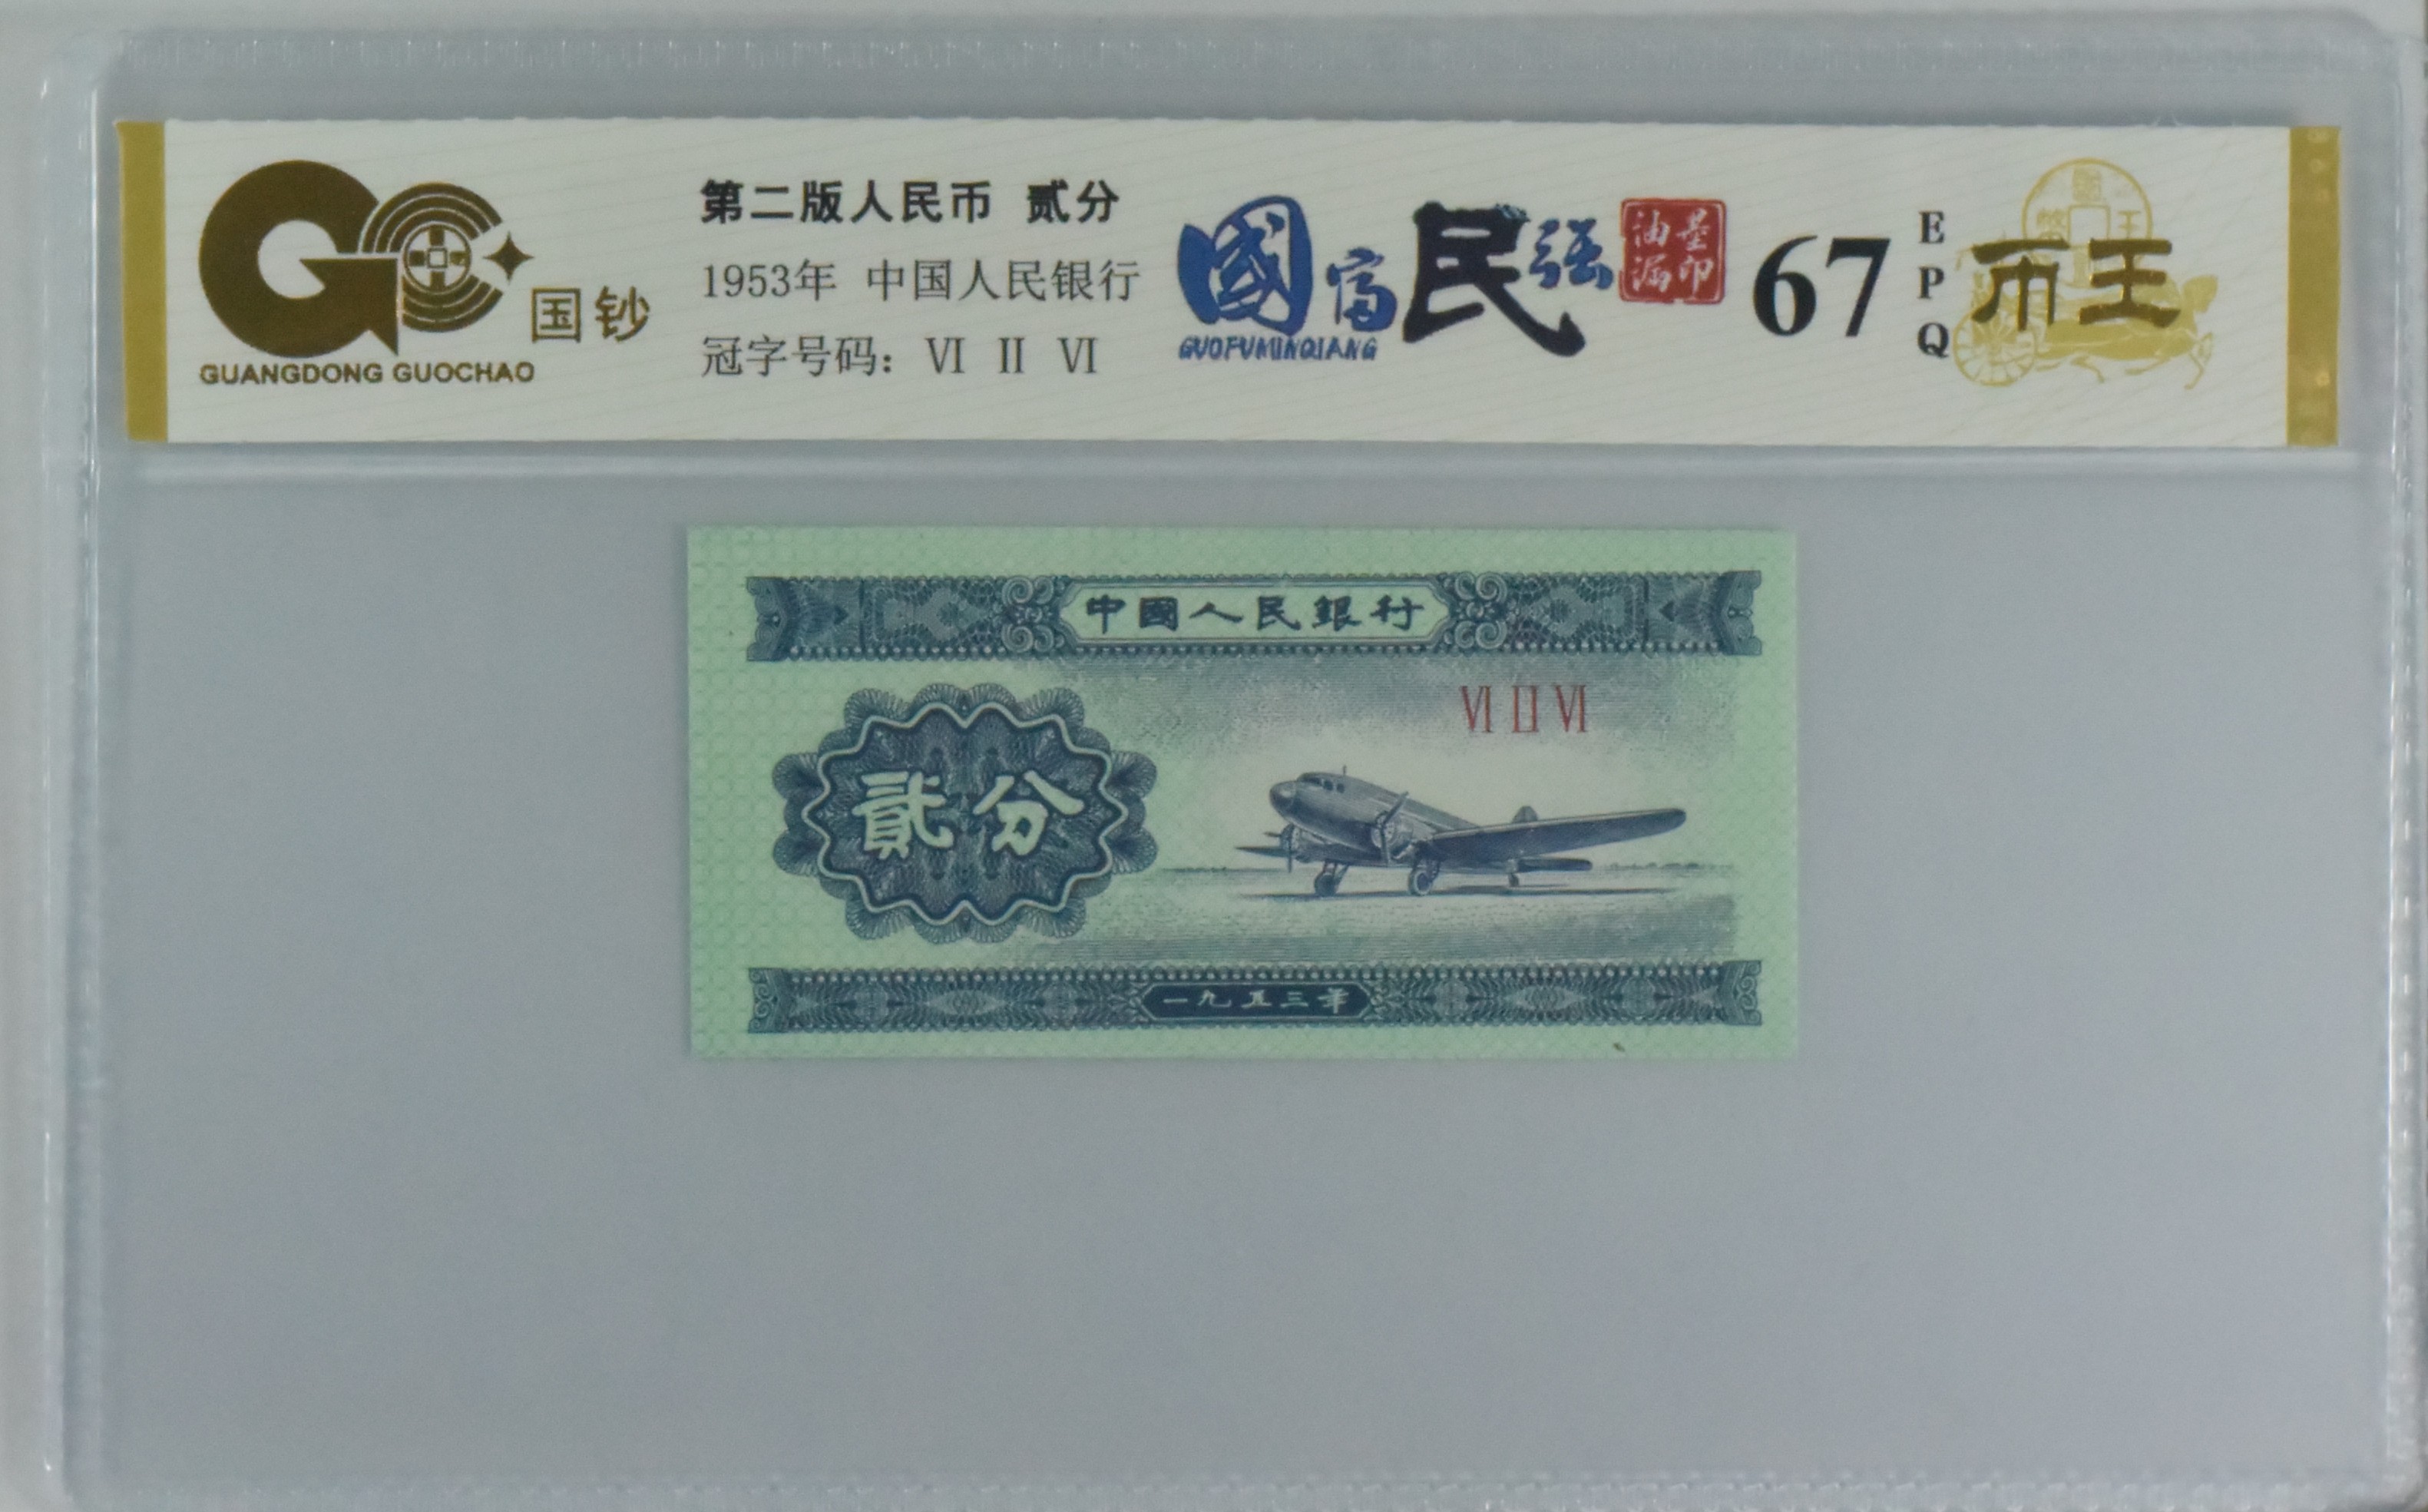 GUANGDONG GUOCHAO
国钞
第二版人民币 贰分
1953年 中国人民银行
冠字号码： VI II VI
國富民强
GUOFUMINQIANG
油墨
漏印
67
EPQ
币王
中國人民銀行
VI II VI
貳分
一九五三年